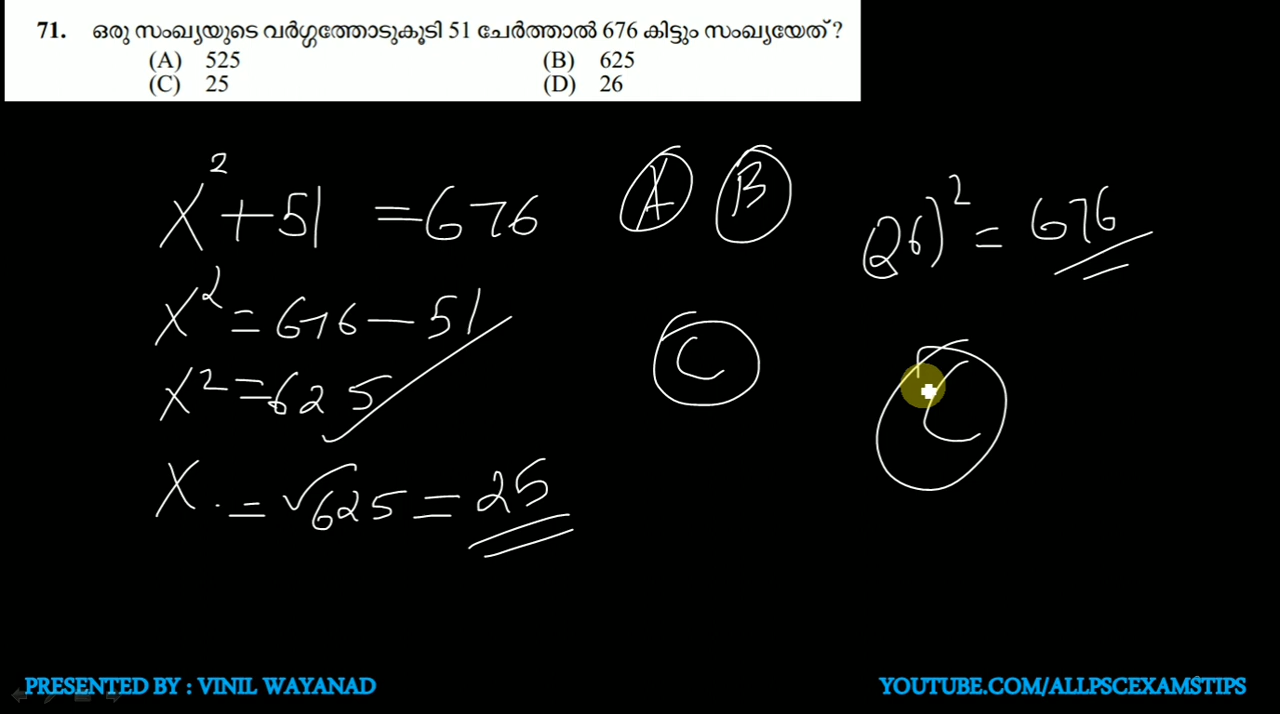 71. ഒരു സംഖ്യയുടെ വർഗ്ഗത്തോടുകൂടി 51 ചേർത്താൽ 676 കിട്ടും സംഖ്യയേത് ?
(A) 525 (B) 625
(C) 25 (D) 26
x² + 51 = 676 A B (26)² = 676
x² = 676 − 51
C C
x² = 625
x. = √625 = 25
PRESENTED BY : VINIL WAYANAD YOUTUBE.COM/ALLPSCEXAMSTIPS